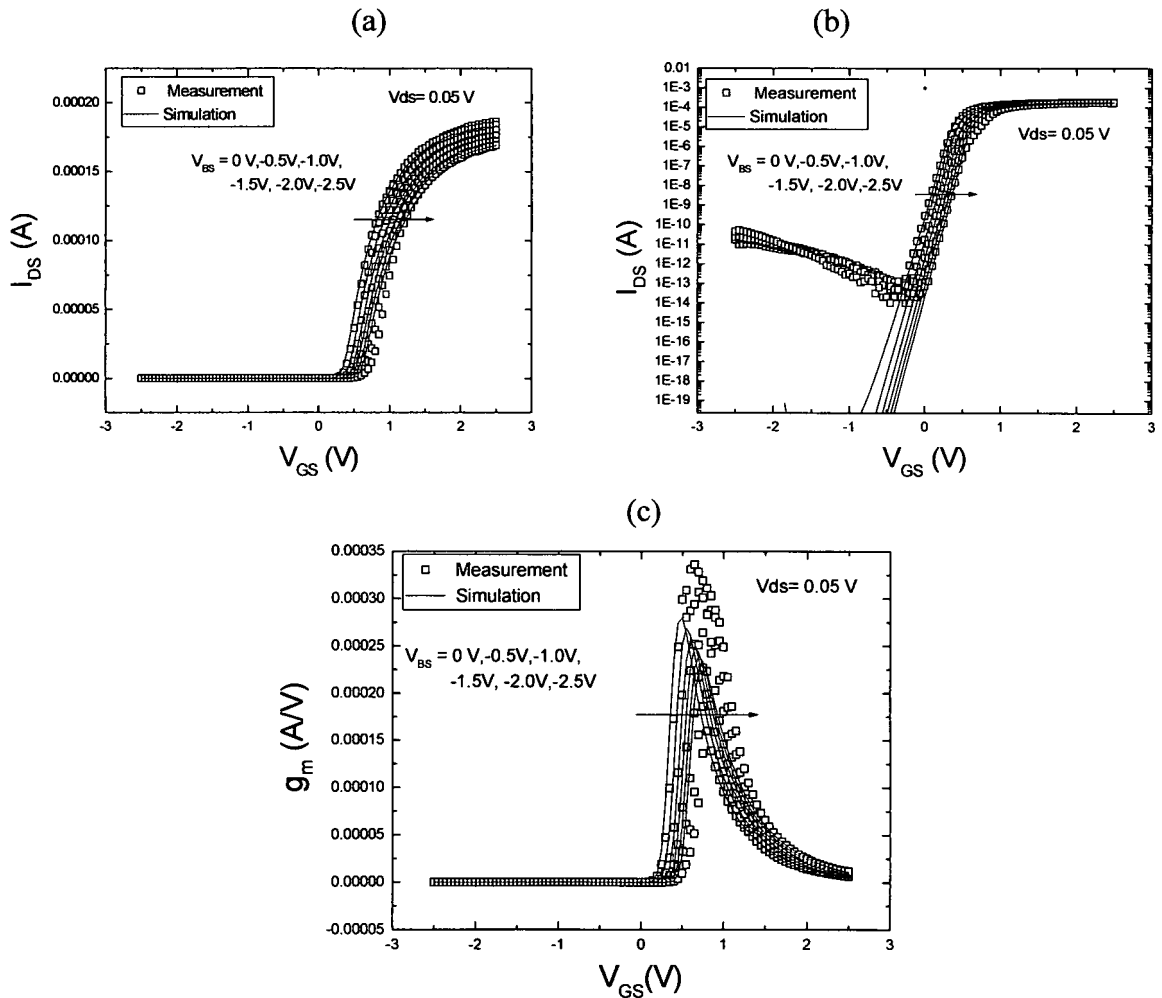 (a)
0.00020
0.00015
0.00010
0.00005
0.00000
I_DS (A)
Measurement
Simulation
Vds= 0.05 V
V_BS = 0 V,-0.5V,-1.0V,
-1.5V, -2.0V,-2.5V
-3 -2 -1 0 1 2 3
V_GS (V)
(b)
0.01
1E-3
1E-4
1E-5
1E-6
1E-7
1E-8
1E-9
1E-10
1E-11
1E-12
1E-13
1E-14
1E-15
1E-16
1E-17
1E-18
1E-19
I_DS (A)
Measurement
Simulation
Vds= 0.05 V
V_BS = 0 V,-0.5V,-1.0V,
-1.5V, -2.0V,-2.5V
-3 -2 -1 0 1 2 3
V_GS (V)
(c)
0.00035
0.00030
0.00025
0.00020
0.00015
0.00010
0.00005
0.00000
-0.00005
g_m (A/V)
Measurement
Simulation
Vds= 0.05 V
V_BS = 0 V,-0.5V,-1.0V,
-1.5V, -2.0V,-2.5V
-3 -2 -1 0 1 2 3
V_GS(V)